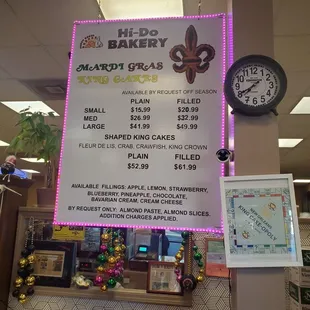 Hi-Do
BAKERY
MARDI GRAS
KING CAKES
AVAILABLE BY REQUEST OFF SEASON
PLAIN FILLED
SMALL $15.99 $20.99
MED $26.99 $32.99
LARGE $41.99 $49.99
SHAPED KING CAKES
FLEUR DE LIS, CRAB, CRAWFISH, KING CROWN
PLAIN FILLED
$52.99 $61.99
AVAILABLE FILLINGS: APPLE, LEMON, STRAWBERRY,
BLUEBERRY, PINEAPPLE, CHOCOLATE,
BAVARIAN CREAM, CREAM CHEESE
BY REQUEST ONLY: ALMOND PASTE, ALMOND SLICES.
ADDITION CHARGES APPLIED.